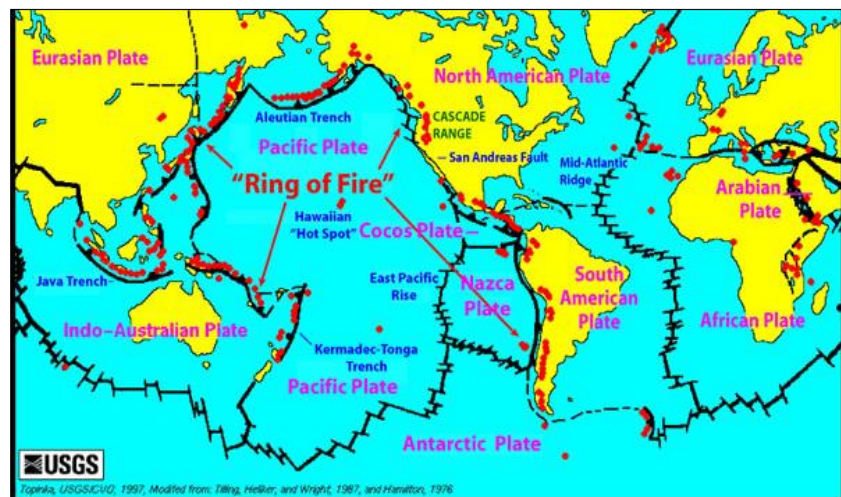 Eurasian Plate
North American Plate
Eurasian Plate
Aleutian Trench
CASCADE
RANGE
Pacific Plate
San Andreas Fault
Mid-Atlantic
Ridge
"Ring of Fire"
Arabian
Plate
Hawaiian
"Hot Spot"
Cocos Plate
Java Trench
East Pacific
Rise
Nazca
Plate
South
American
Plate
Indo-Australian Plate
African Plate
Kermadec-Tonga
Trench
Pacific Plate
Antarctic Plate
USGS
Topinka, USGS/CVO, 1997, Modifed from: Tilling, Heliker, and Wright, 1987, and Hamilton, 1976